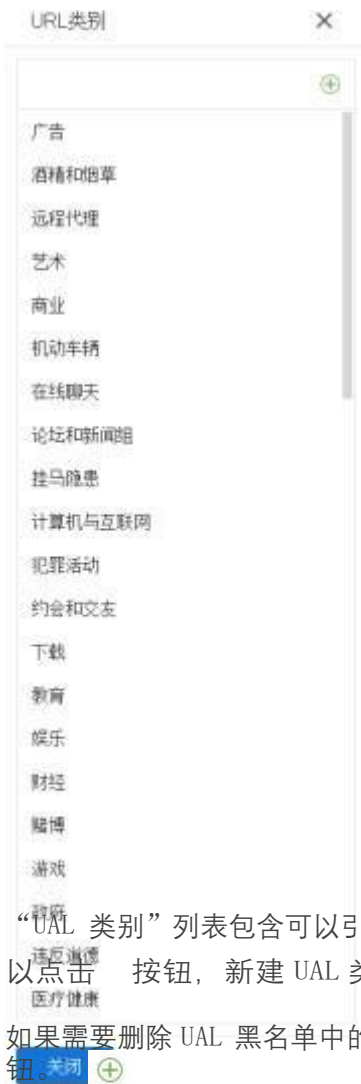 URL类别
广告
酒精和烟草
远程代理
艺术
商业
机动车辆
在线聊天
论坛和新闻组
挂马隐患
计算机与互联网
犯罪活动
约会和交友
下载
教育
娱乐
财经
赌博
游戏
政府
“UAL 类别”列表包含可以引
违反道德
以点击 按钮，新建 UAL 类
医疗健康
如果需要删除 UAL 黑名单中的
钮。
关闭